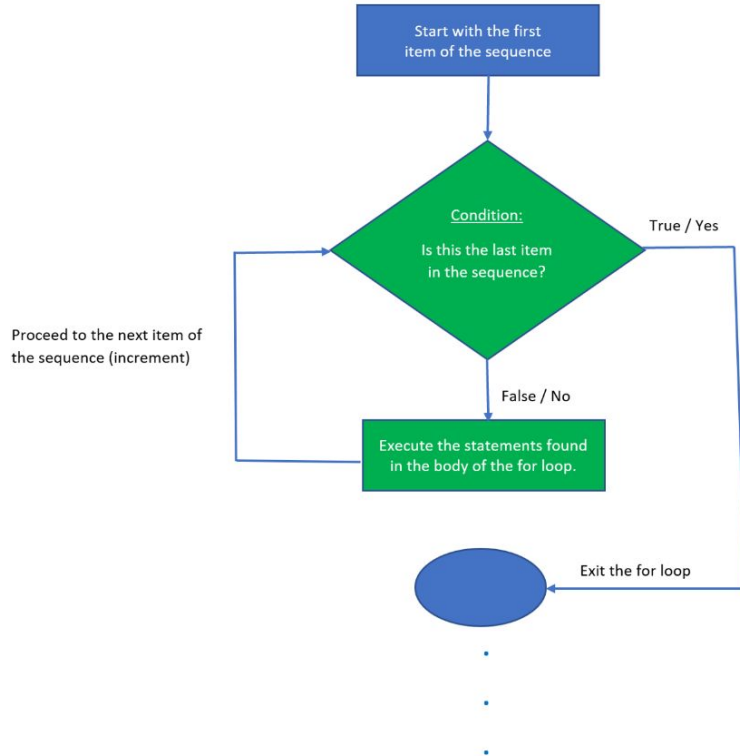 Start with the first
item of the sequence
Condition:
Is this the last item
in the sequence?
True / Yes
Proceed to the next item of
the sequence (increment)
False / No
Execute the statements found
in the body of the for loop.
Exit the for loop